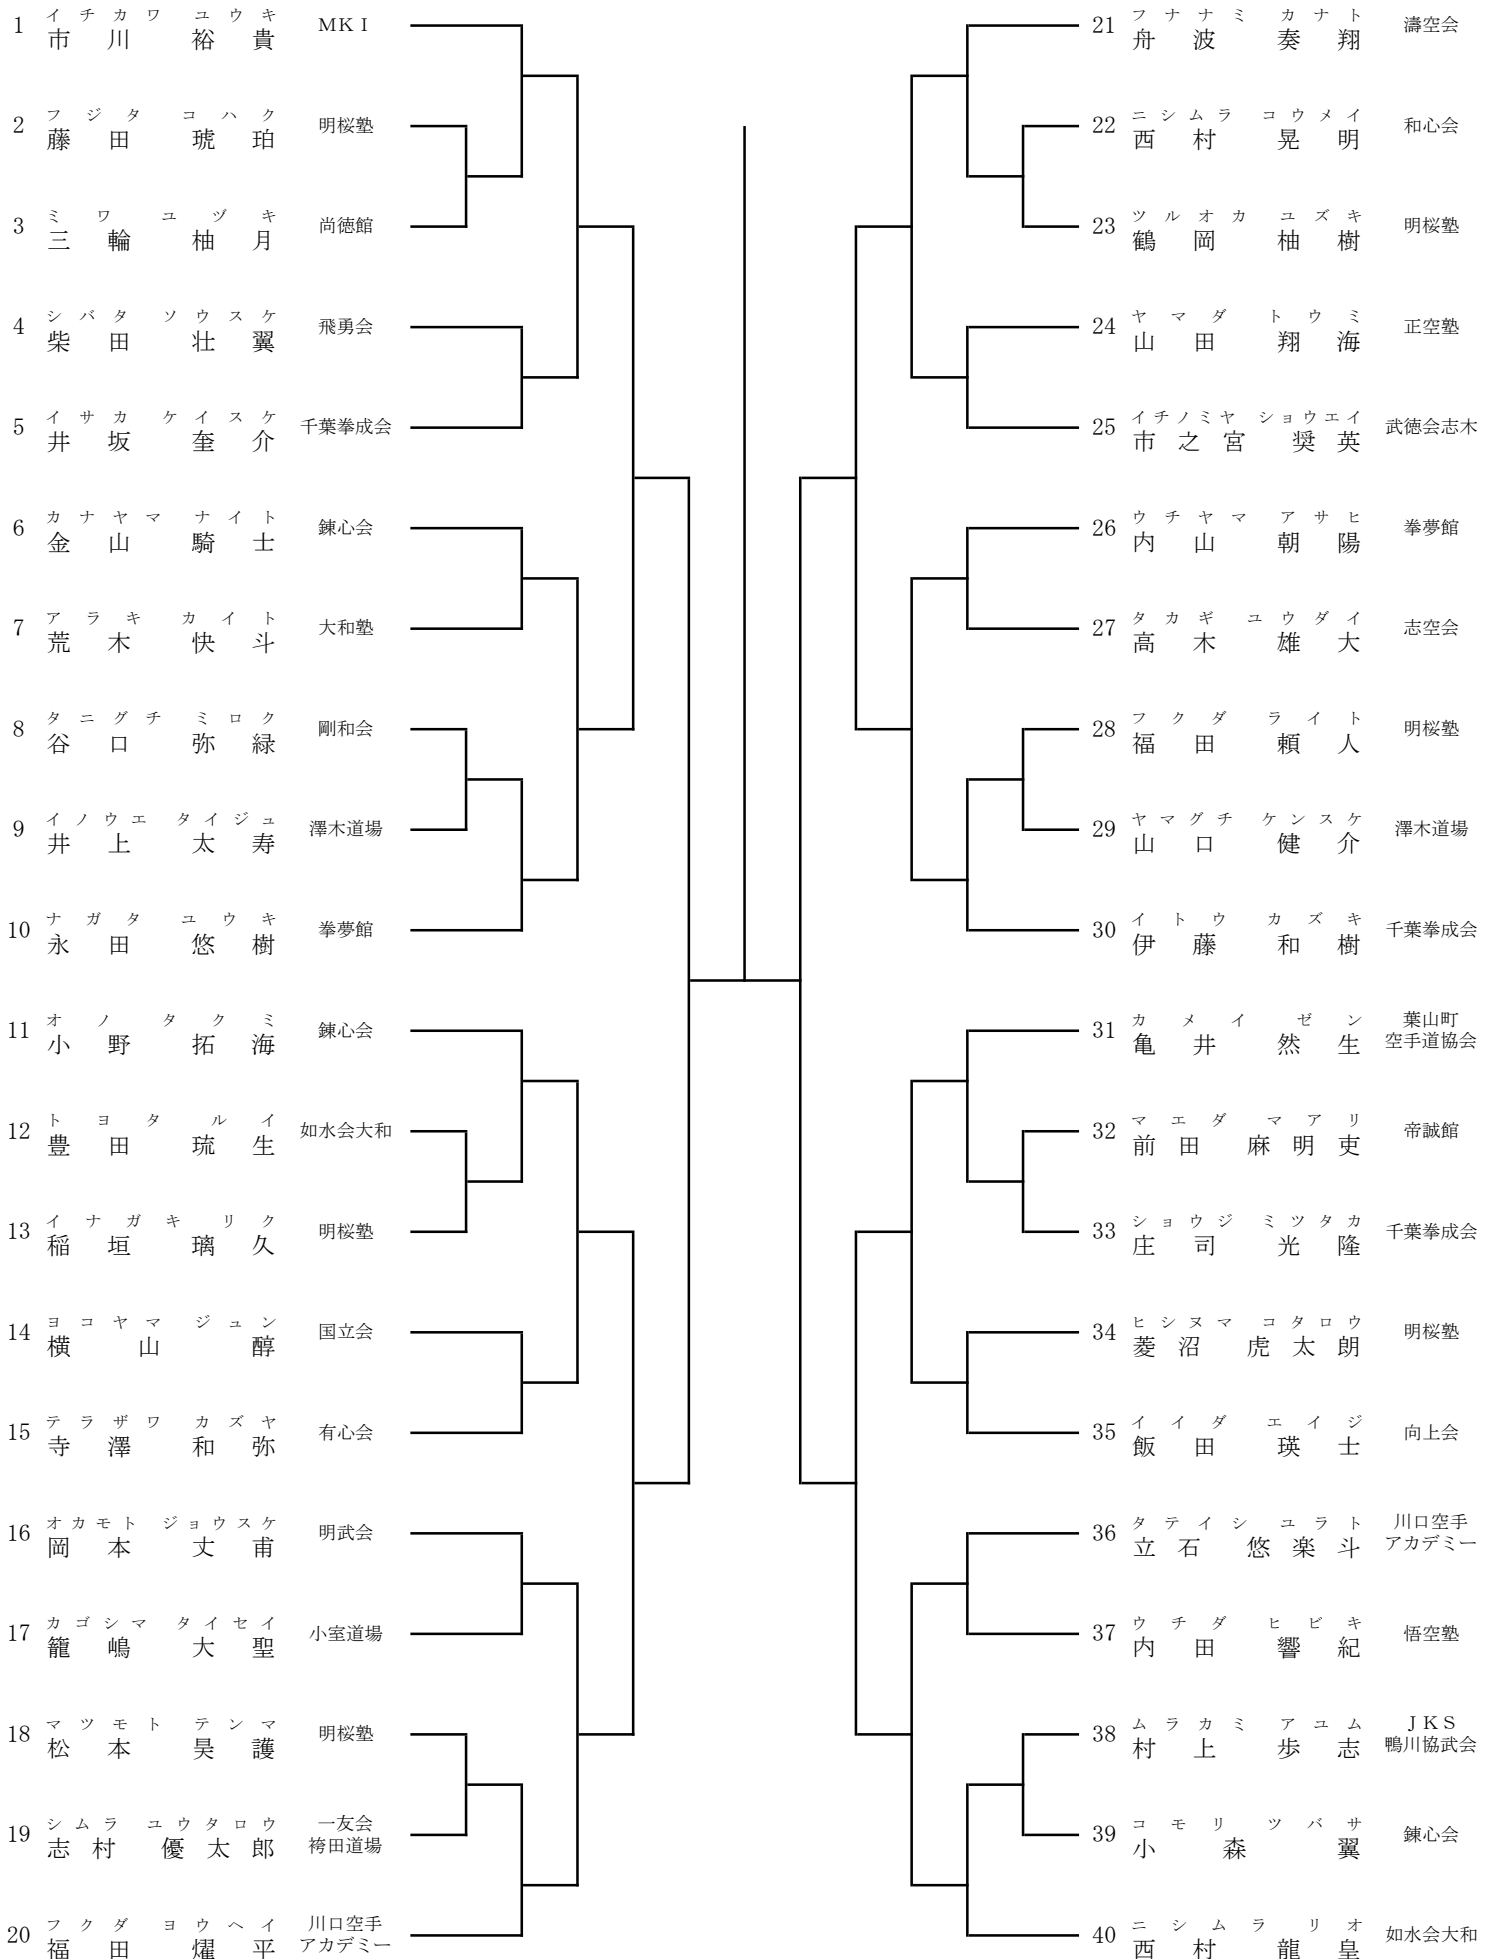 イチカワ ユウキ
1 市川 裕貴 ＭＫＩ
フジタ コハク
2 藤田 琥珀 明桜塾
ミワ ユヅキ
3 三輪 柚月 尚徳館
シバタ ソウスケ
4 柴田 壮翼 飛勇会
イサカ ケイスケ
5 井坂 奎介 千葉拳成会
カナヤマ ナイト
6 金山 騎士 錬心会
アラキ カイト
7 荒木 快斗 大和塾
タニグチ ミロク
8 谷口 弥緑 剛和会
イノウエ タイジュ
9 井上 太寿 澤木道場
ナガタ ユウキ
10 永田 悠樹 拳夢館
オノ タクミ
11 小野 拓海 錬心会
トヨタ ルイ
12 豊田 琉生 如水会大和
イナガキ リク
13 稲垣 璃久 明桜塾
ヨコヤマ ジュン
14 横山 醇 国立会
テラザワ カズヤ
15 寺澤 和弥 有心会
オカモト ジョウスケ
16 岡本 丈甫 明武会
カゴシマ タイセイ
17 籠嶋 大聖 小室道場
マツモト テンマ
18 松本 昊護 明桜塾
シムラ ユウタロウ
19 志村 優太郎 一友会
袴田道場
フクダ ヨウヘイ
20 福田 燿平 川口空手
アカデミー
フナナミ カナト
21 舟波 奏翔 濤空会
ニシムラ コウメイ
22 西村 晃明 和心会
ツルオカ ユズキ
23 鶴岡 柚樹 明桜塾
ヤマダ トウミ
24 山田 翔海 正空塾
イチノミヤ ショウエイ
25 市之宮 奨英 武徳会志木
ウチヤマ アサヒ
26 内山 朝陽 拳夢館
タカギ ユウダイ
27 高木 雄大 志空会
フクダ ライト
28 福田 頼人 明桜塾
ヤマグチ ケンスケ
29 山口 健介 澤木道場
イトウ カズキ
30 伊藤 和樹 千葉拳成会
カメイ ゼン
31 亀井 然生 葉山町
空手道協会
マエダ マアリ
32 前田 麻明吏 帝誠館
ショウジ ミツタカ
33 庄司 光隆 千葉拳成会
ヒシヌマ コタロウ
34 菱沼 虎太朗 明桜塾
イイダ エイジ
35 飯田 瑛士 向上会
タテイシ ユラト
36 立石 悠楽斗 川口空手
アカデミー
ウチダ ヒビキ
37 内田 響紀 悟空塾
ムラカミ アユム
38 村上 歩志 ＪＫＳ
鴨川協武会
コモリ ツバサ
39 小森 翼 錬心会
ニシムラ リオ
40 西村 龍皇 如水会大和